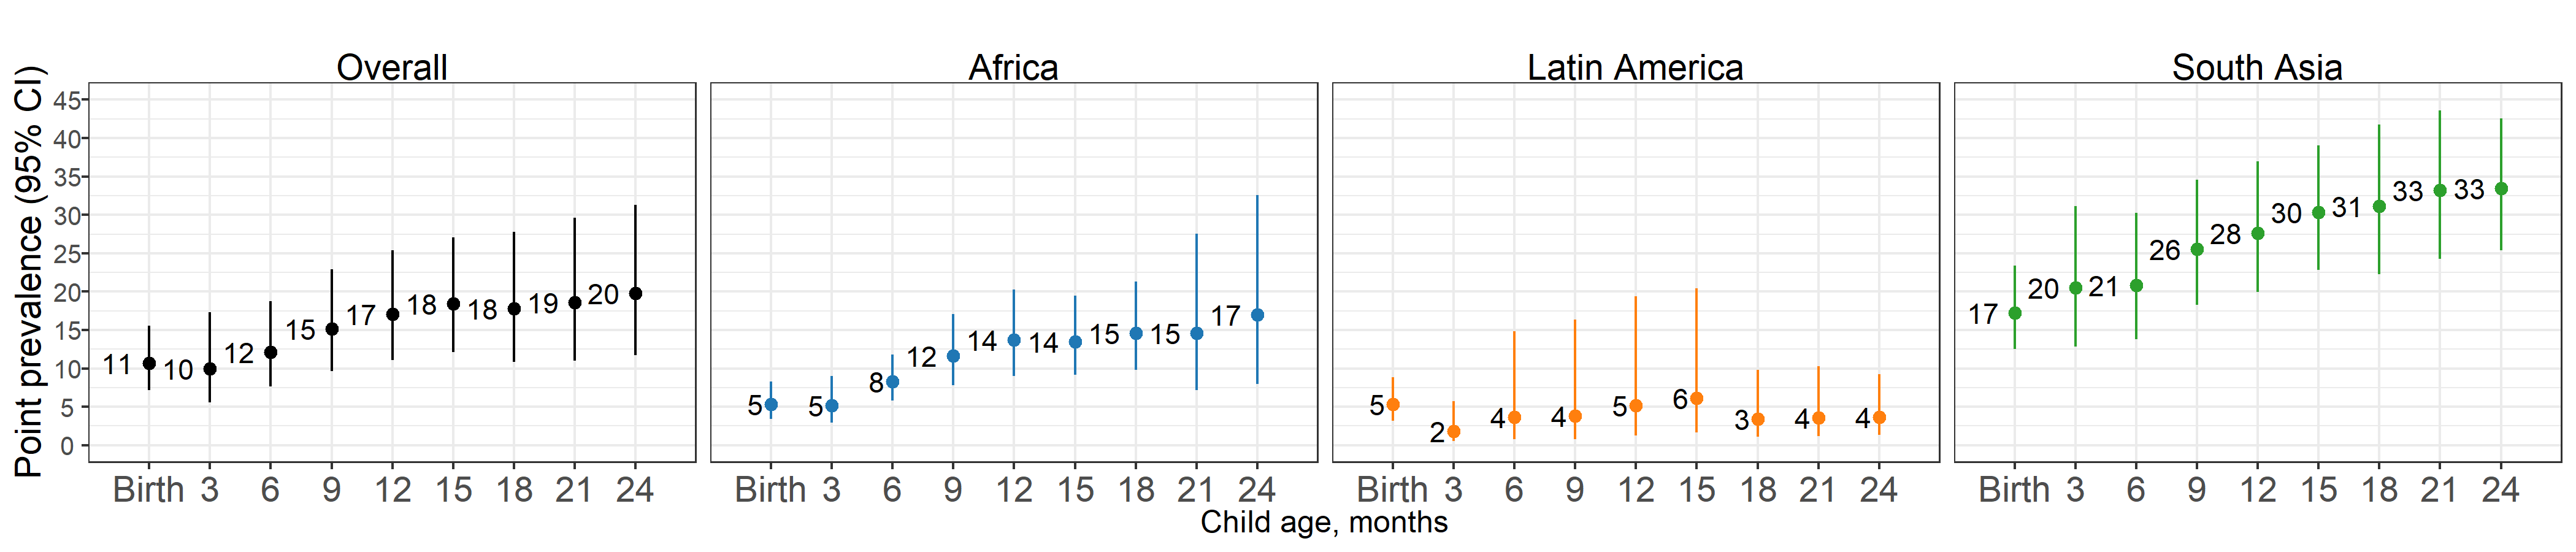 Overall Africa Latin America South Asia
Point prevalence (95% CI)
45
40
35
30
25
20
15
10
5
0
11 10 12 15 17 18 18 19 20
5 5 8 12 14 14 15 15 17
5 2 4 4 5 6 3 4 4
17 20 21 26 28 30 31 33 33
Birth 3 6 9 12 15 18 21 24
Birth 3 6 9 12 15 18 21 24
Birth 3 6 9 12 15 18 21 24
Birth 3 6 9 12 15 18 21 24
Child age, months